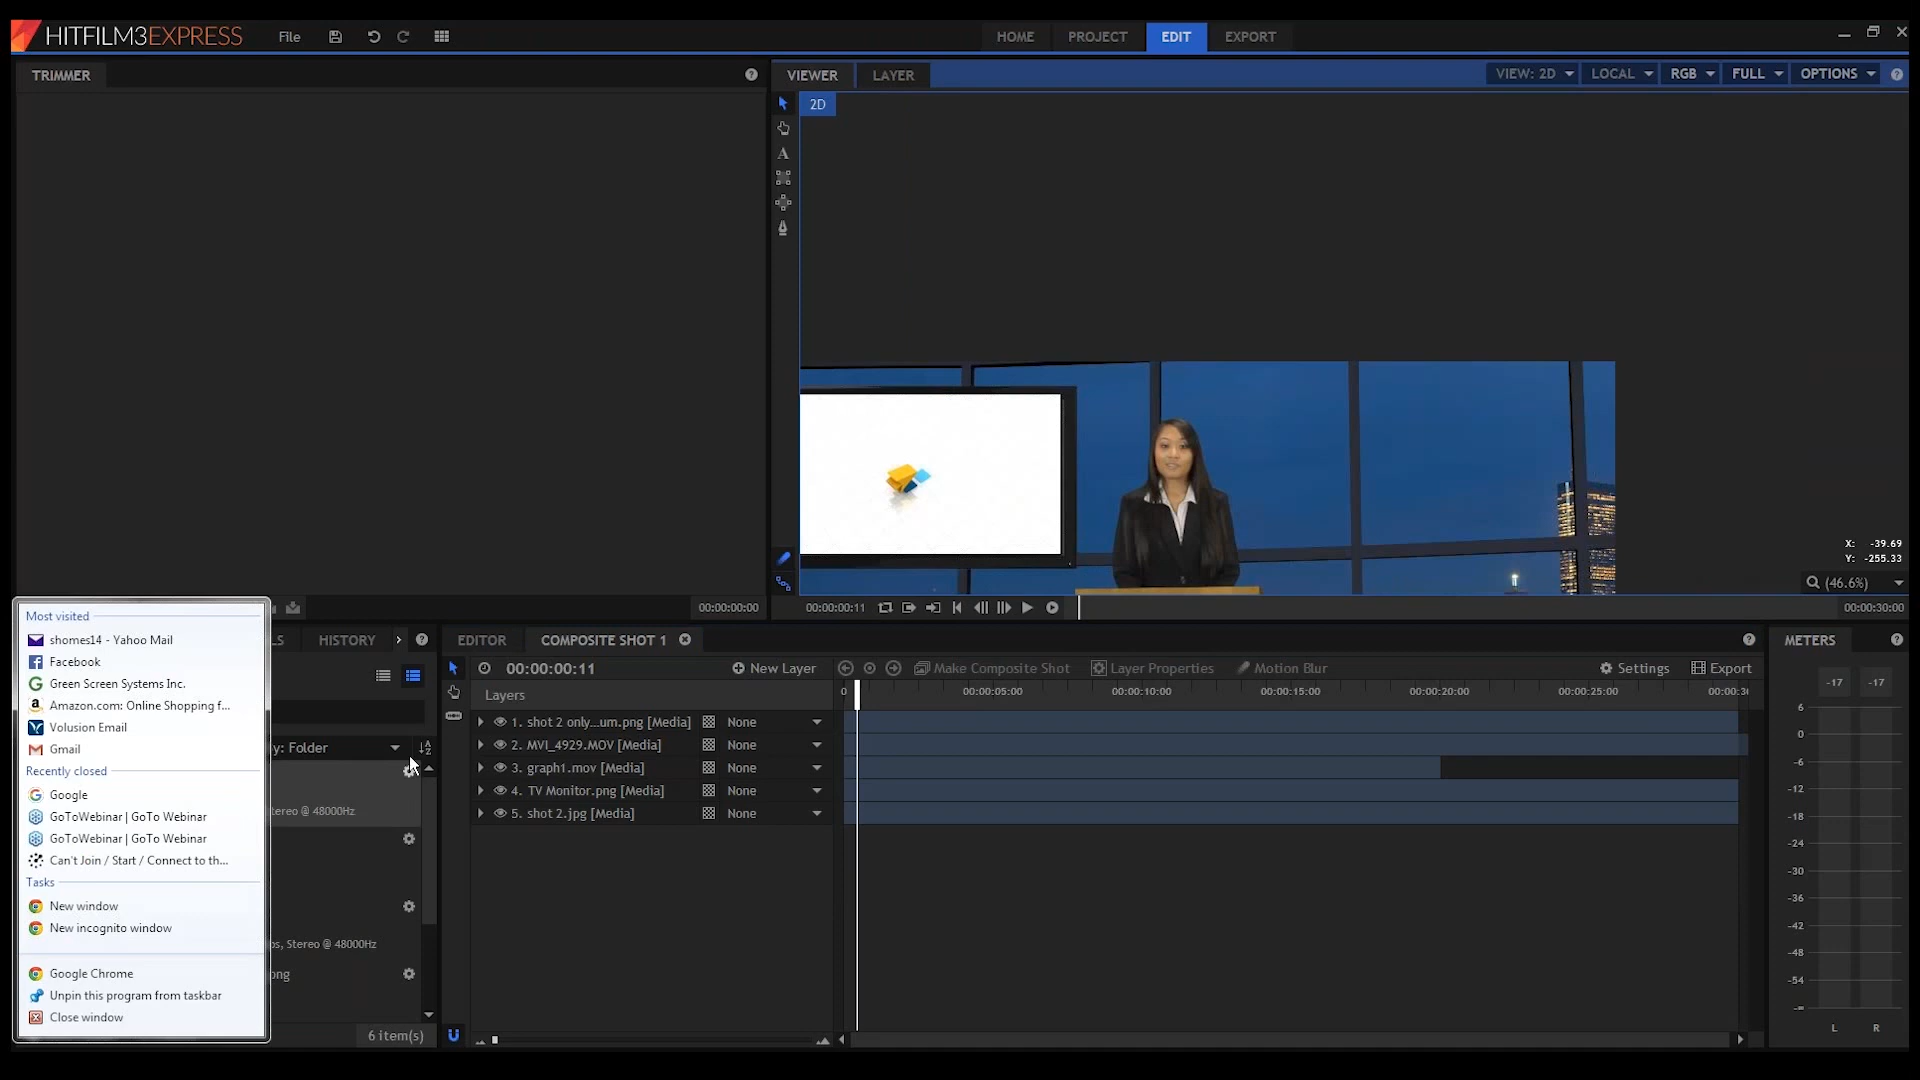 HITFILM3EXPRESS
File
HOME
PROJECT
EDIT
EXPORT
TRIMMER
VIEWER
LAYER
VIEW: 2D
LOCAL
RGB
FULL
OPTIONS
2D
X: -39.69
Y: -255.33
(46.6%)
00:00:00:00
00:00:00:11
00:00:30:00
Most visited
shomes14 - Yahoo Mail
Facebook
Green Screen Systems Inc.
Amazon.com: Online Shopping f...
Volusion Email
Gmail
Recently closed
Google
GoToWebinar | GoTo Webinar
GoToWebinar | GoTo Webinar
Can't Join / Start / Connect to th...
Tasks
New window
New incognito window
Google Chrome
Unpin this program from taskbar
Close window
LS
HISTORY
y: Folder
tereo @ 48000Hz
ps, Stereo @ 48000Hz
png
6 item(s)
EDITOR
COMPOSITE SHOT 1
00:00:00:11
New Layer
Make Composite Shot
Layer Properties
Motion Blur
Settings
Export
Layers
0
00:00:05:00
00:00:10:00
00:00:15:00
00:00:20:00
00:00:25:00
00:00:30
1. shot 2 only...um.png [Media]
None
2. MVI_4929.MOV [Media]
None
3. graph1.mov [Media]
None
4. TV Monitor.png [Media]
None
5. shot 2.jpg [Media]
None
METERS
-17
-17
6
0
-6
-12
-18
-24
-30
-36
-42
-48
-54
-∞
L
R